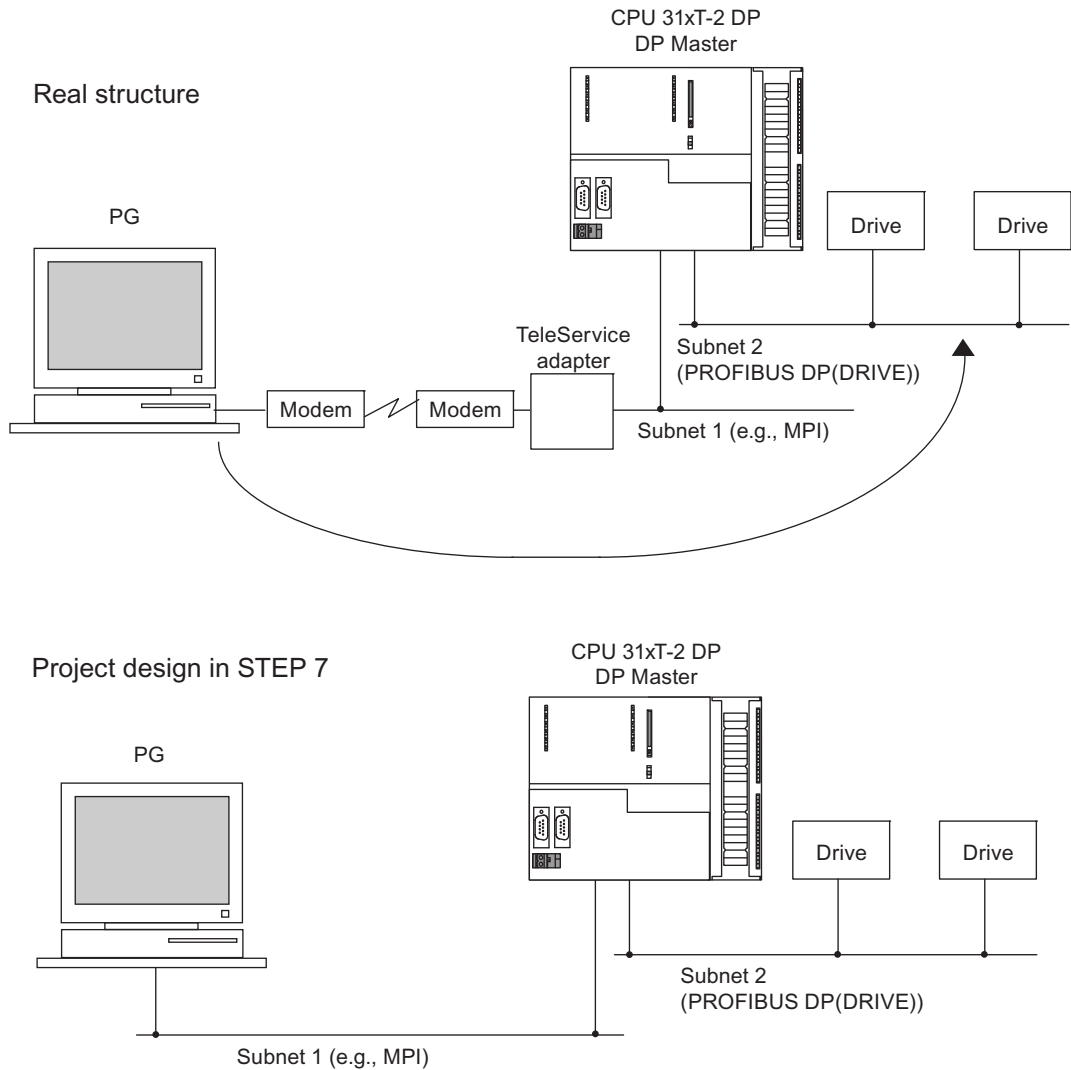 CPU 31xT-2 DP
DP Master
Real structure
PG
Drive
Drive
TeleService
adapter
Subnet 2
(PROFIBUS DP(DRIVE))
Modem
Modem
Subnet 1 (e.g., MPI)
CPU 31xT-2 DP
DP Master
Project design in STEP 7
PG
Drive
Drive
Subnet 2
(PROFIBUS DP(DRIVE))
Subnet 1 (e.g., MPI)